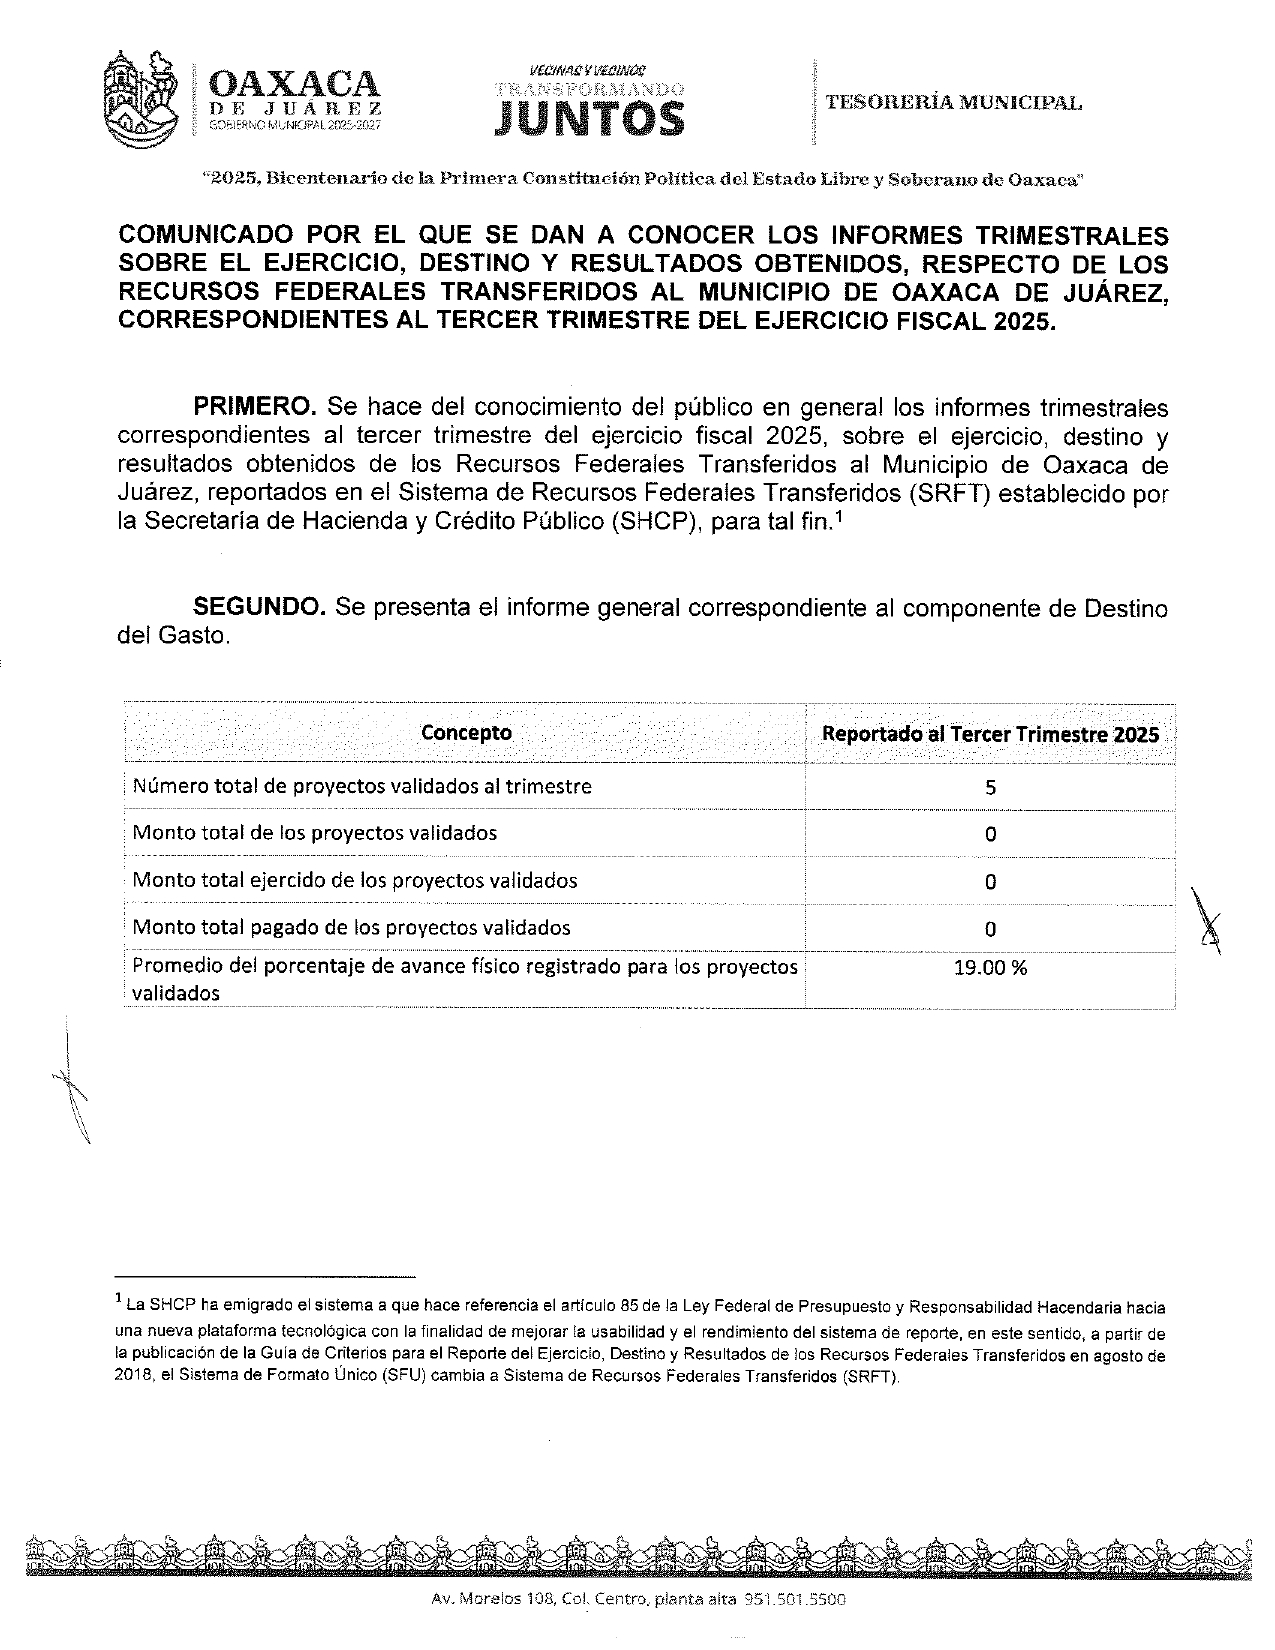 OAXACA
DE JUÁREZ
GOBIERNO MUNICIPAL 2025-2027
VECINAS Y VECINOS
TRANSFORMANDO
JUNTOS
TESORERÍA MUNICIPAL
"2025, Bicentenario de la Primera Constitución Política del Estado Libre y Soberano de Oaxaca"
COMUNICADO POR EL QUE SE DAN A CONOCER LOS INFORMES TRIMESTRALES
SOBRE EL EJERCICIO, DESTINO Y RESULTADOS OBTENIDOS, RESPECTO DE LOS
RECURSOS FEDERALES TRANSFERIDOS AL MUNICIPIO DE OAXACA DE JUÁREZ,
CORRESPONDIENTES AL TERCER TRIMESTRE DEL EJERCICIO FISCAL 2025.
PRIMERO. Se hace del conocimiento del público en general los informes trimestrales
correspondientes al tercer trimestre del ejercicio fiscal 2025, sobre el ejercicio, destino y
resultados obtenidos de los Recursos Federales Transferidos al Municipio de Oaxaca de
Juárez, reportados en el Sistema de Recursos Federales Transferidos (SRFT) establecido por
la Secretaría de Hacienda y Crédito Público (SHCP), para tal fin.¹
SEGUNDO. Se presenta el informe general correspondiente al componente de Destino
del Gasto.
Concepto Reportado al Tercer Trimestre 2025
Número total de proyectos validados al trimestre 5
Monto total de los proyectos validados 0
Monto total ejercido de los proyectos validados 0
Monto total pagado de los proyectos validados 0
Promedio del porcentaje de avance físico registrado para los proyectos 19.00 %
validados
¹ La SHCP ha emigrado el sistema a que hace referencia el artículo 85 de la Ley Federal de Presupuesto y Responsabilidad Hacendaria hacia
una nueva plataforma tecnológica con la finalidad de mejorar la usabilidad y el rendimiento del sistema de reporte, en este sentido, a partir de
la publicación de la Guía de Criterios para el Reporte del Ejercicio, Destino y Resultados de los Recursos Federales Transferidos en agosto de
2018, el Sistema de Formato Único (SFU) cambia a Sistema de Recursos Federales Transferidos (SRFT).
Av. Morelos 108, Col. Centro, planta alta 951.501.5500